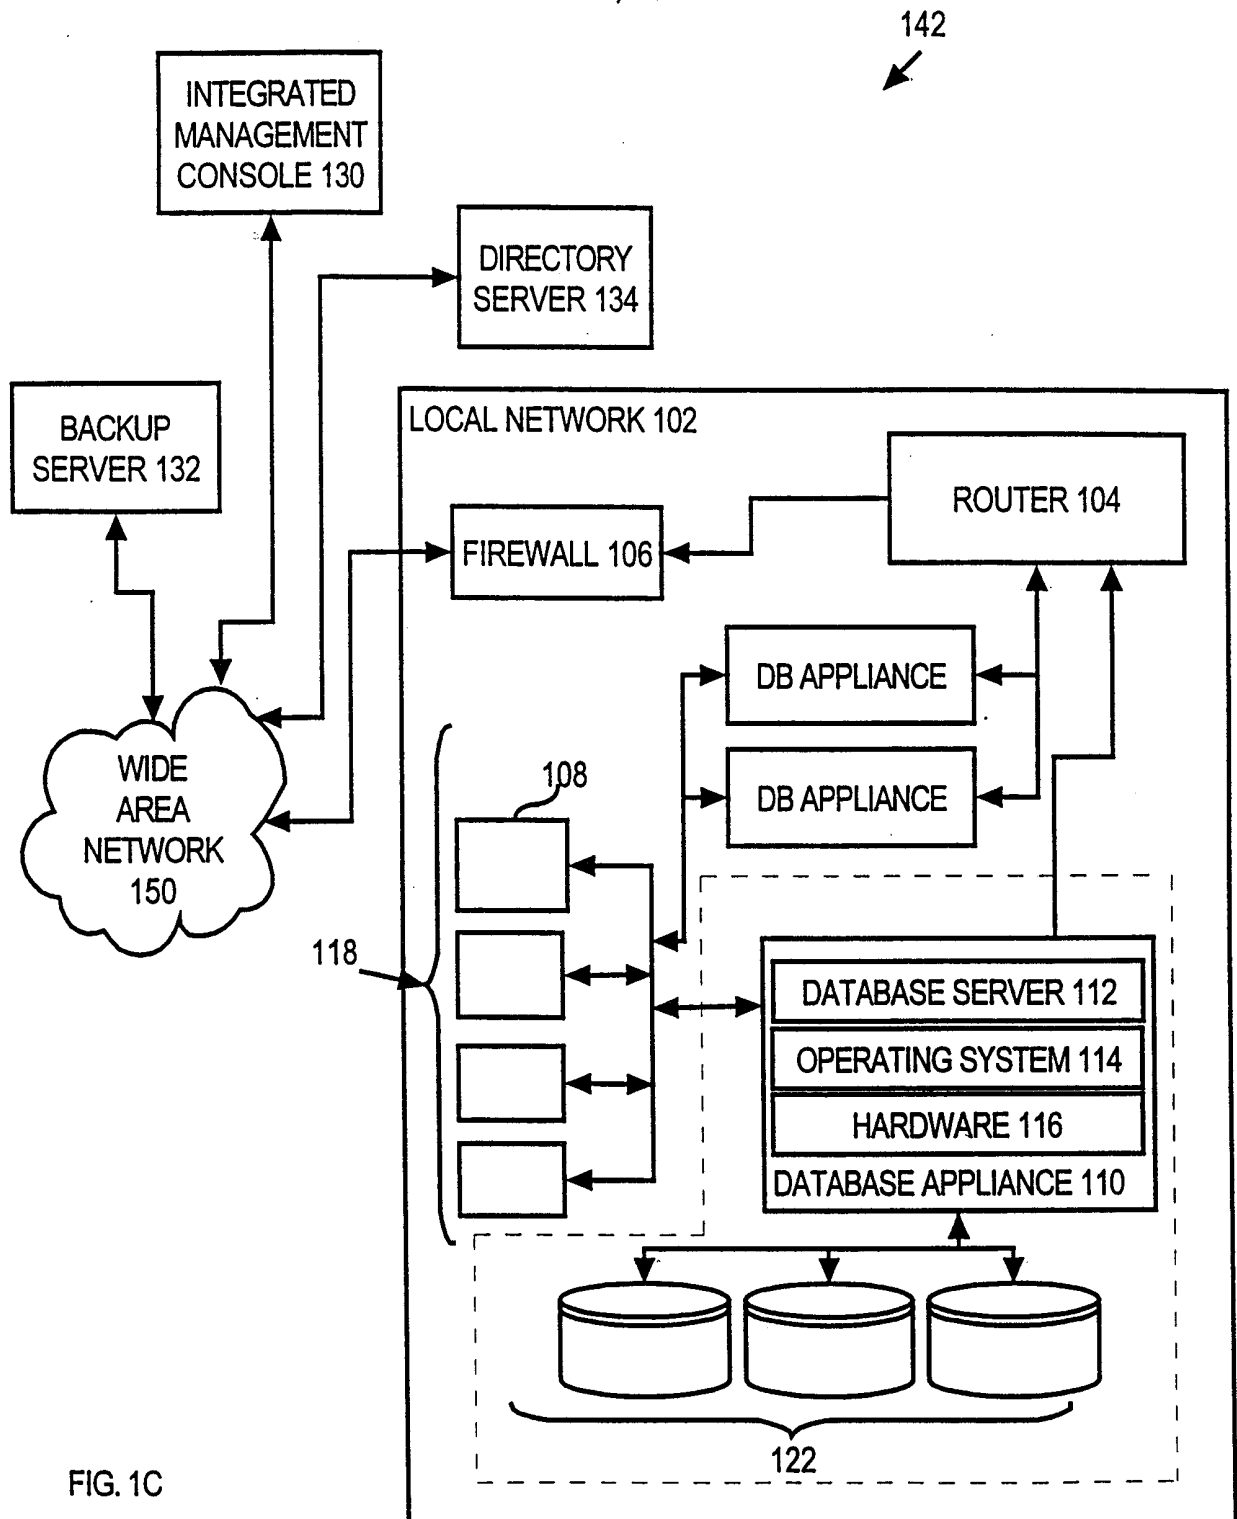 142
INTEGRATED
MANAGEMENT
CONSOLE 130
DIRECTORY
SERVER 134
BACKUP
SERVER 132
LOCAL NETWORK 102
ROUTER 104
FIREWALL 106
DB APPLIANCE
DB APPLIANCE
WIDE
AREA
NETWORK
150
108
118
DATABASE SERVER 112
OPERATING SYSTEM 114
HARDWARE 116
DATABASE APPLIANCE 110
122
FIG. 1C